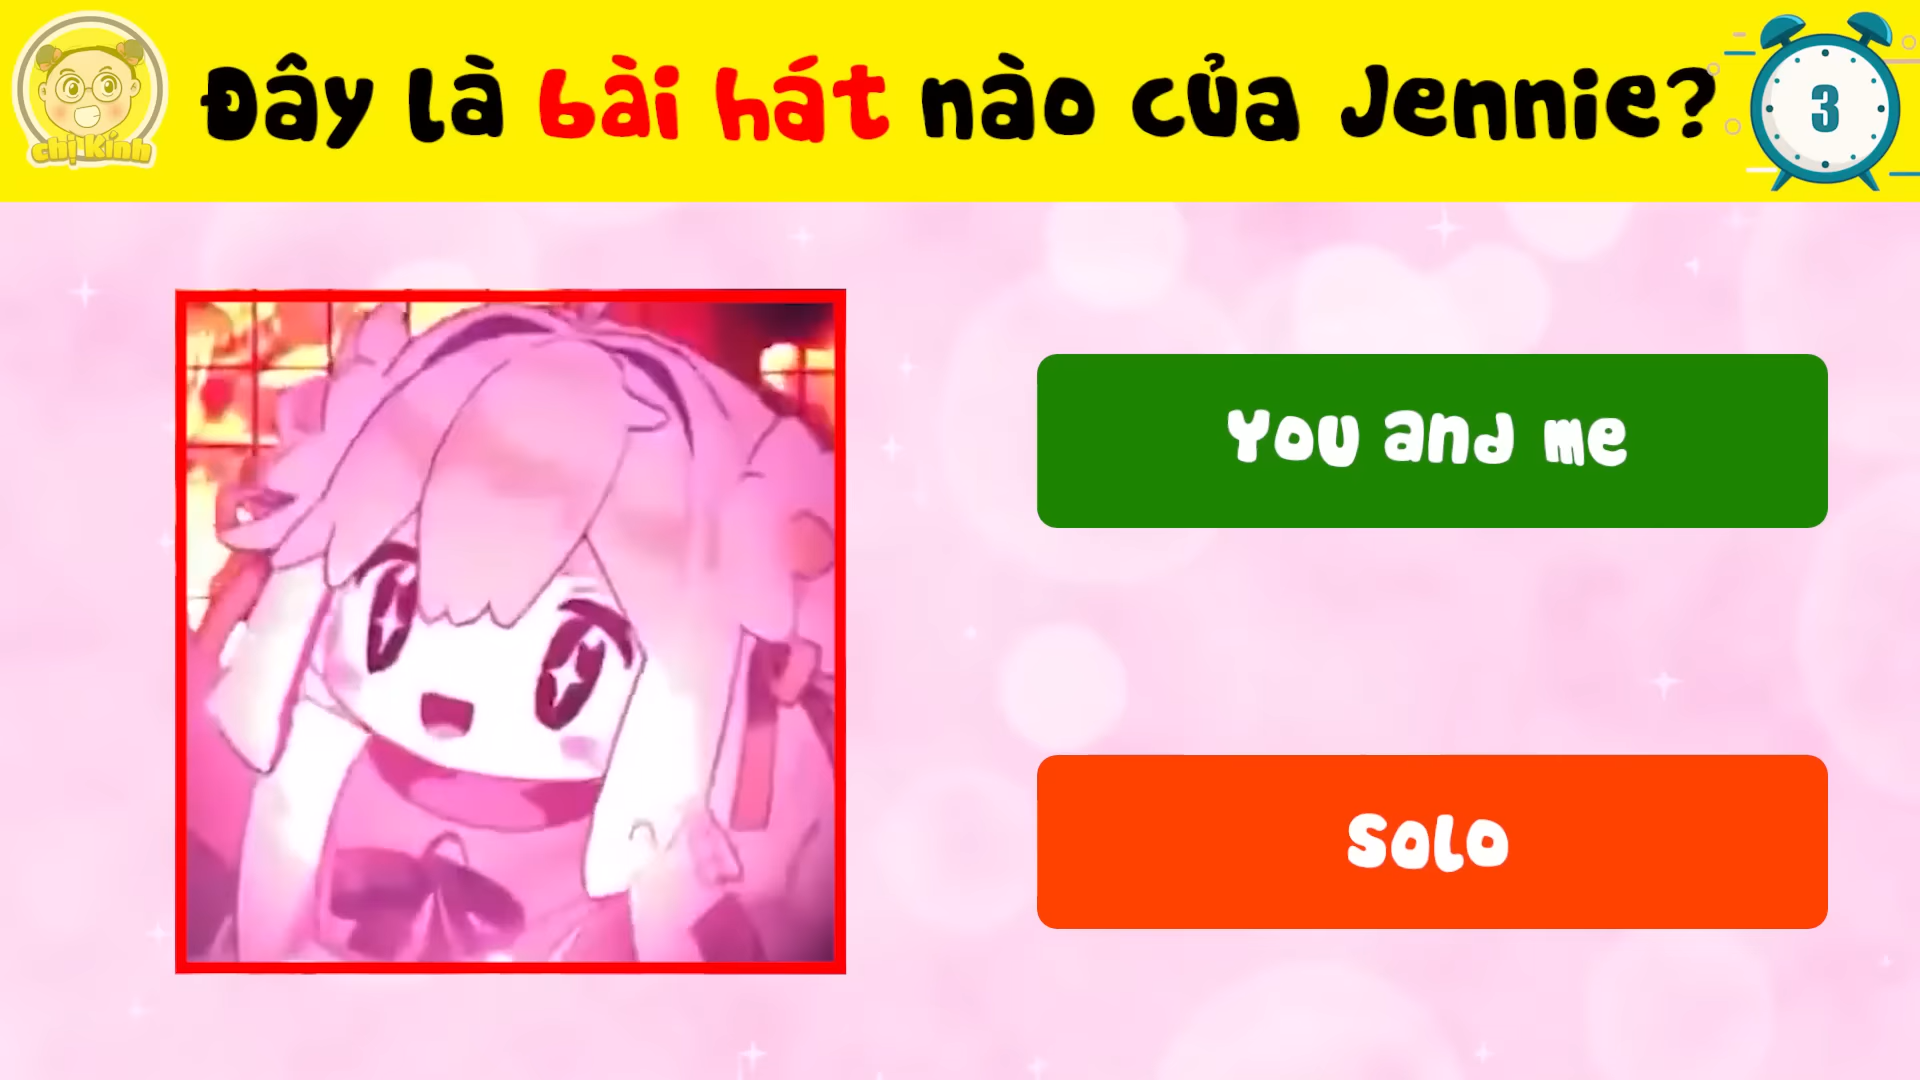 chị Kính
Đây là bài hát nào của Jennie?
3
You and me
Solo